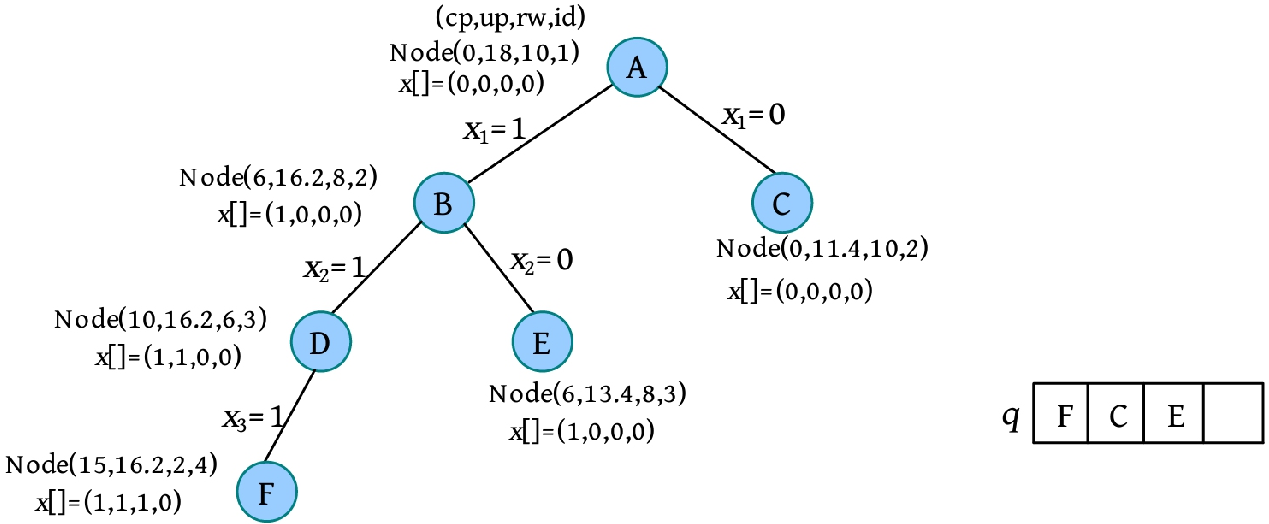 (cp,up,rw,id)
Node(0,18,10,1)
x[]=(0,0,0,0)
A
x₁=1
x₁=0
Node(6,16.2,8,2)
x[]=(1,0,0,0)
B
C
Node(0,11.4,10,2)
x[]=(0,0,0,0)
x₂=1
x₂=0
Node(10,16.2,6,3)
x[]=(1,1,0,0)
D
E
Node(6,13.4,8,3)
x[]=(1,0,0,0)
x₃=1
q F C E
Node(15,16.2,2,4)
x[]=(1,1,1,0)
F